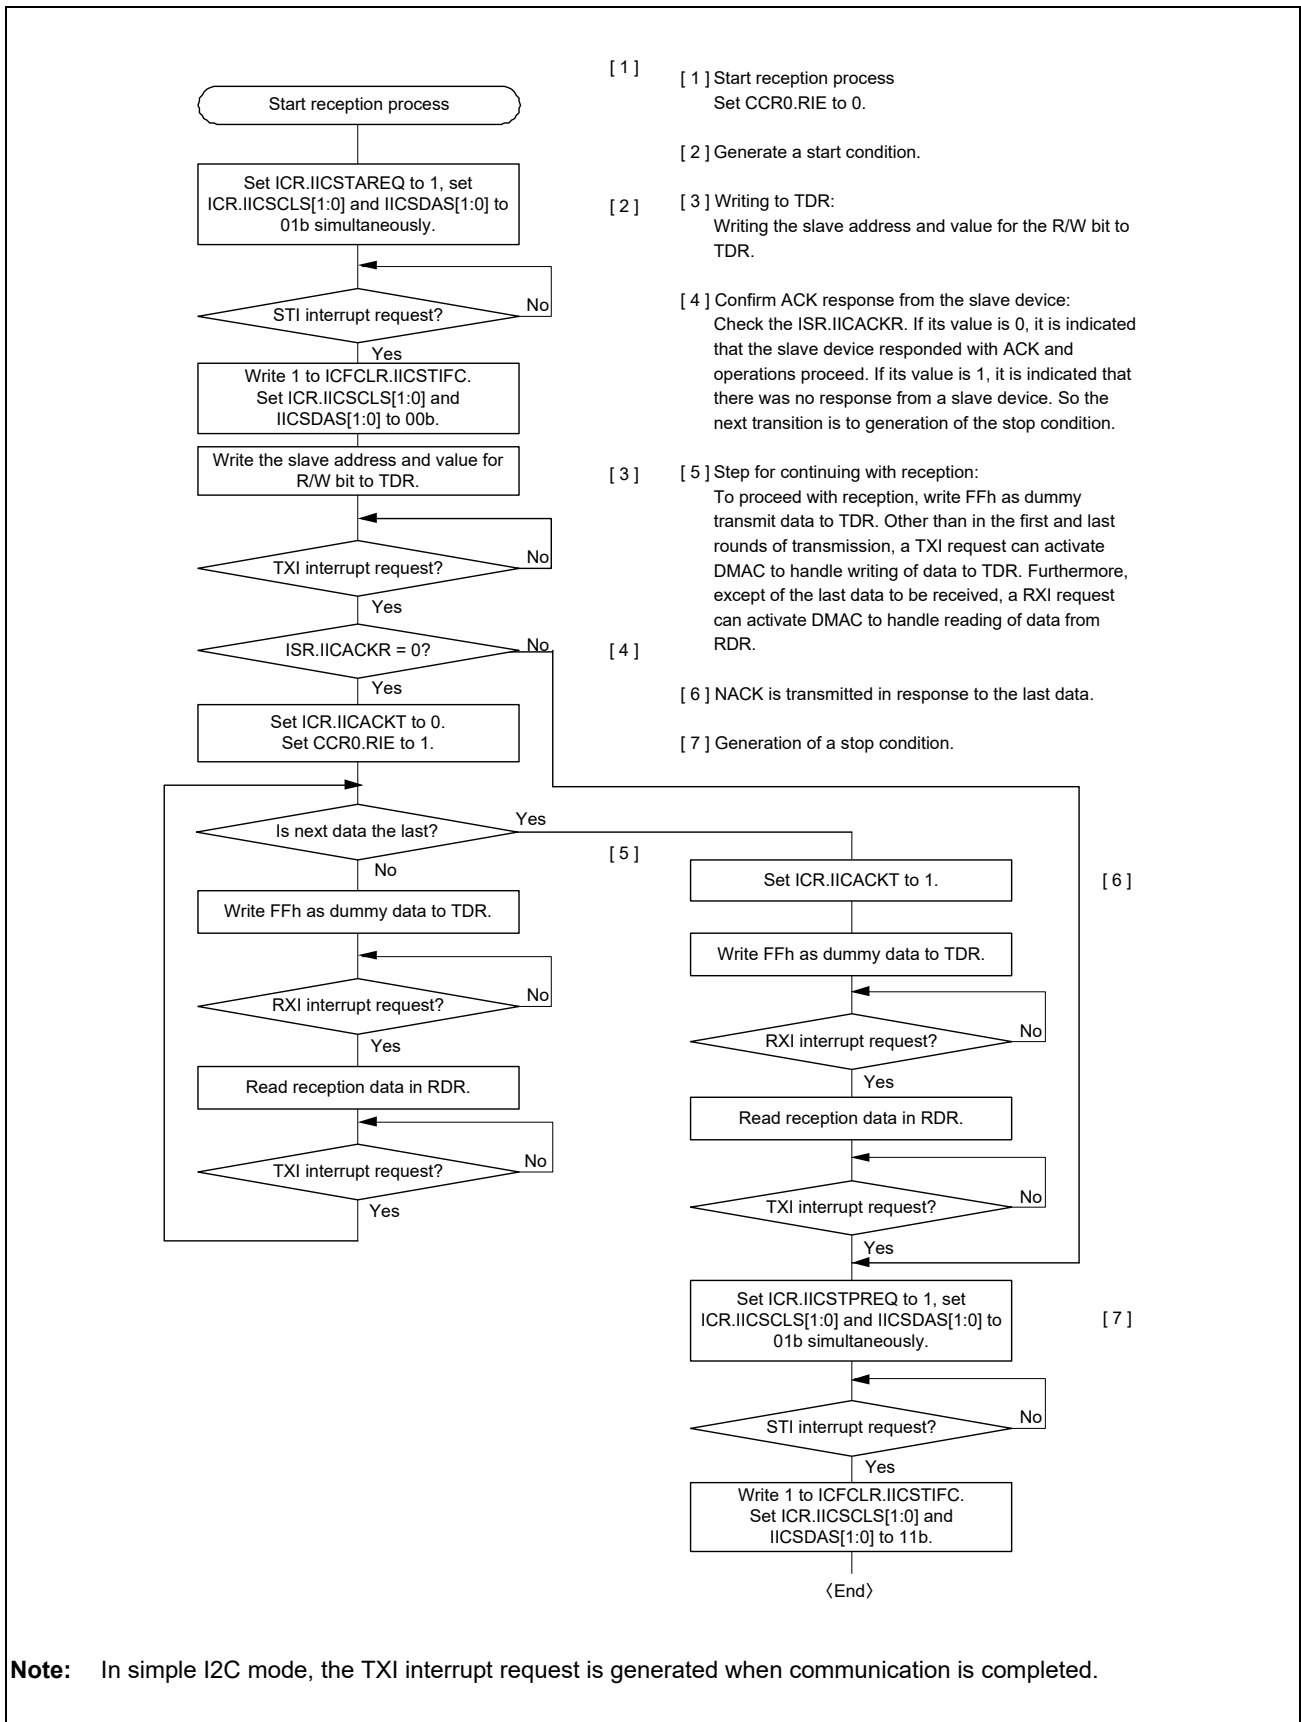 [ 1 ]
Start reception process
Set ICR.IICSTAREQ to 1, set
ICR.IICSCLS[1:0] and IICSDAS[1:0] to
01b simultaneously.
[ 2 ]
STI interrupt request?
No
Yes
Write 1 to ICFCLR.IICSTIFC.
Set ICR.IICSCLS[1:0] and
IICSDAS[1:0] to 00b.
Write the slave address and value for
R/W bit to TDR.
[ 3 ]
TXI interrupt request?
No
Yes
ISR.IICACKR = 0?
No
[ 4 ]
Yes
Set ICR.IICACKT to 0.
Set CCR0.RIE to 1.
Is next data the last?
Yes
[ 5 ]
No
Write FFh as dummy data to TDR.
RXI interrupt request?
No
Yes
Read reception data in RDR.
TXI interrupt request?
No
Yes
[ 1 ] Start reception process
Set CCR0.RIE to 0.
[ 2 ] Generate a start condition.
[ 3 ] Writing to TDR:
Writing the slave address and value for the R/W bit to
TDR.
[ 4 ] Confirm ACK response from the slave device:
Check the ISR.IICACKR. If its value is 0, it is indicated
that the slave device responded with ACK and
operations proceed. If its value is 1, it is indicated that
there was no response from a slave device. So the
next transition is to generation of the stop condition.
[ 5 ] Step for continuing with reception:
To proceed with reception, write FFh as dummy
transmit data to TDR. Other than in the first and last
rounds of transmission, a TXI request can activate
DMAC to handle writing of data to TDR. Furthermore,
except of the last data to be received, a RXI request
can activate DMAC to handle reading of data from
RDR.
[ 6 ] NACK is transmitted in response to the last data.
[ 7 ] Generation of a stop condition.
Set ICR.IICACKT to 1.
[ 6 ]
Write FFh as dummy data to TDR.
RXI interrupt request?
No
Yes
Read reception data in RDR.
TXI interrupt request?
No
Yes
Set ICR.IICSTPREQ to 1, set
ICR.IICSCLS[1:0] and IICSDAS[1:0] to
01b simultaneously.
[ 7 ]
STI interrupt request?
No
Yes
Write 1 to ICFCLR.IICSTIFC.
Set ICR.IICSCLS[1:0] and
IICSDAS[1:0] to 11b.
〈End〉
Note: In simple I2C mode, the TXI interrupt request is generated when communication is completed.